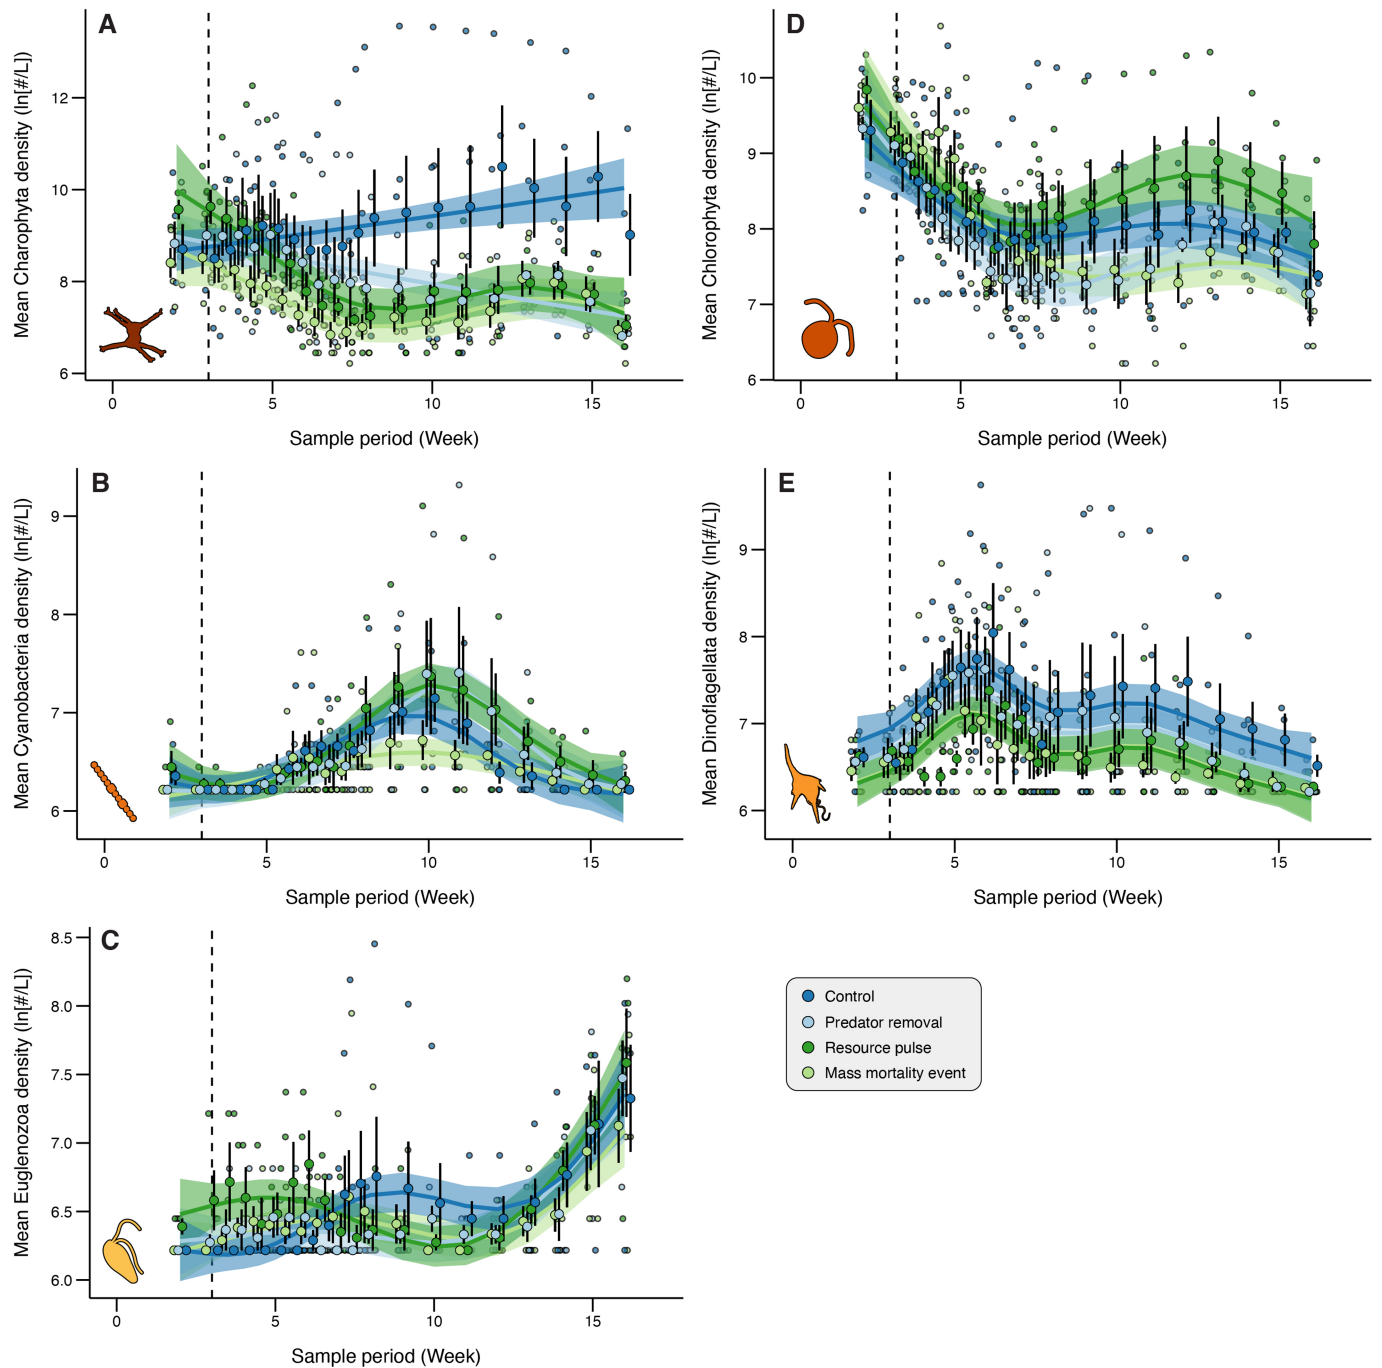 A
Mean Charophyta density (ln[#/L])
12
10
8
6
0 5 10 15
Sample period (Week)
D
Mean Chlorophyta density (ln[#/L])
10
9
8
7
6
0 5 10 15
Sample period (Week)
B
Mean Cyanobacteria density (ln[#/L])
9
8
7
6
0 5 10 15
Sample period (Week)
E
Mean Dinoflagellata density (ln[#/L])
9
8
7
6
0 5 10 15
Sample period (Week)
C
Mean Euglenozoa density (ln[#/L])
8.5
8.0
7.5
7.0
6.5
6.0
0 5 10 15
Sample period (Week)
Control
Predator removal
Resource pulse
Mass mortality event